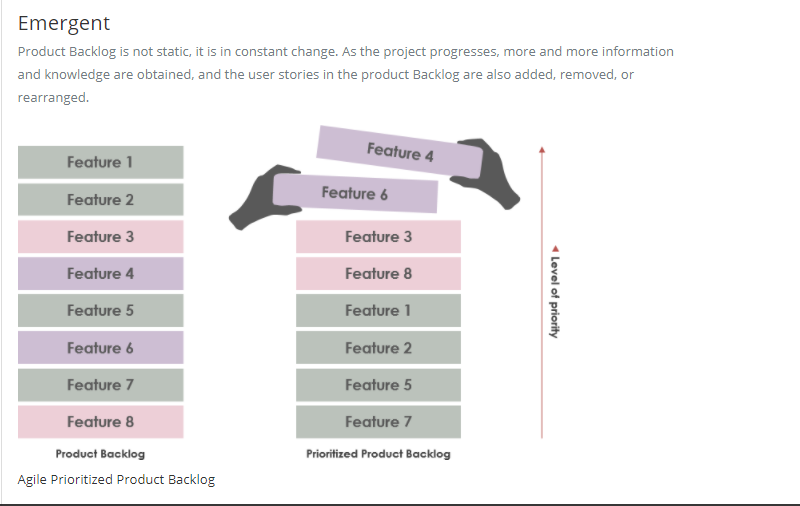 Emergent
Product Backlog is not static, it is in constant change. As the project progresses, more and more information
and knowledge are obtained, and the user stories in the product Backlog are also added, removed, or
rearranged.
Feature 1
Feature 2
Feature 3
Feature 4
Feature 5
Feature 6
Feature 7
Feature 8
Product Backlog
Feature 4
Feature 6
Feature 3
Feature 8
Feature 1
Feature 2
Feature 5
Feature 7
Prioritized Product Backlog
Level of priority
Agile Prioritized Product Backlog